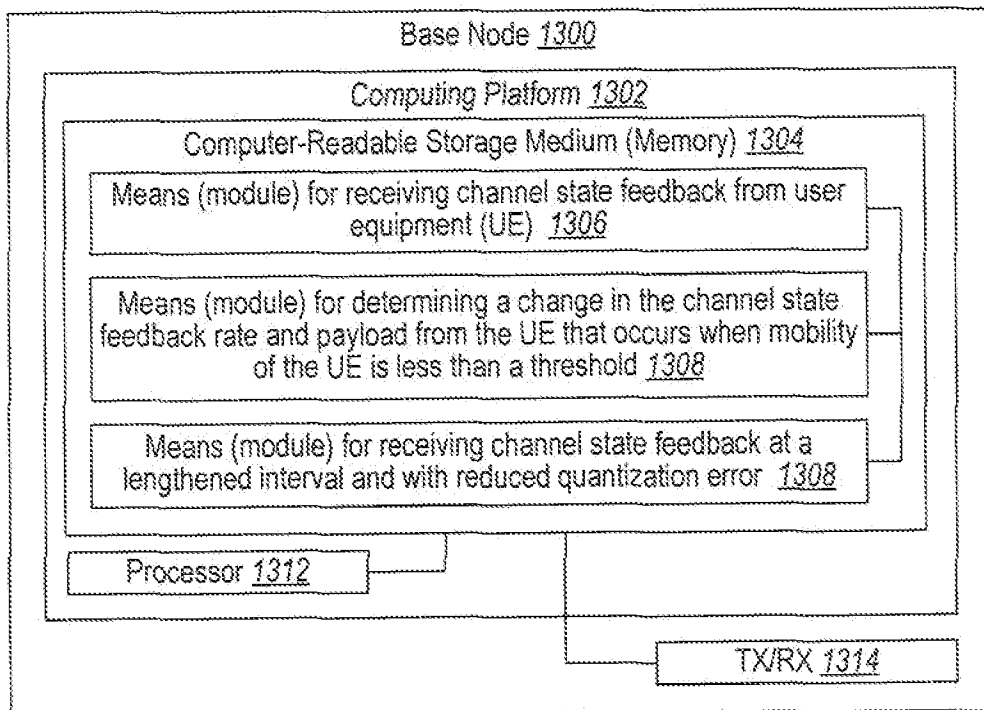 Base Node 1300
Computing Platform 1302
Computer-Readable Storage Medium (Memory) 1304
Means (module) for receiving channel state feedback from user
equipment (UE) 1306
Means (module) for determining a change in the channel state
feedback rate and payload from the UE that occurs when mobility
of the UE is less than a threshold 1308
Means (module) for receiving channel state feedback at a
lengthened interval and with reduced quantization error 1308
Processor 1312
TX/RX 1314